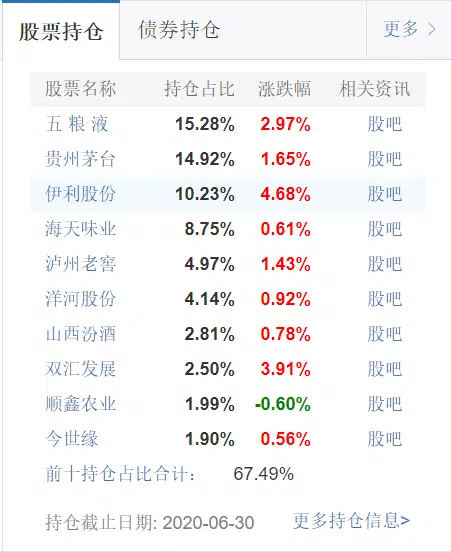 股票持仓 债券持仓 更多 >
股票名称 持仓占比 涨跌幅 相关资讯
五 粮 液 15.28% 2.97% 股吧
贵州茅台 14.92% 1.65% 股吧
伊利股份 10.23% 4.68% 股吧
海天味业 8.75% 0.61% 股吧
泸州老窖 4.97% 1.43% 股吧
洋河股份 4.14% 0.92% 股吧
山西汾酒 2.81% 0.78% 股吧
双汇发展 2.50% 3.91% 股吧
顺鑫农业 1.99% -0.60% 股吧
今世缘 1.90% 0.56% 股吧
前十持仓占比合计： 67.49%
持仓截止日期: 2020-06-30 更多持仓信息>